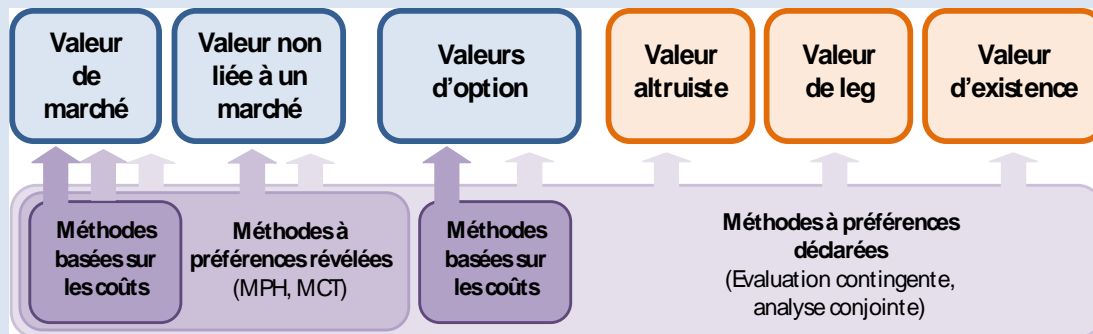 Valeur
de
marché
Valeur non
liée à un
marché
Valeurs
d'option
Valeur
altruiste
Valeur
de leg
Valeur
d'existence
Méthodes
basées sur
les coûts
Méthodes à
préférences révélées
(MPH, MCT)
Méthodes
basées sur
les coûts
Méthodes à préférences
déclarées
(Evaluation contingente,
analyse conjointe)